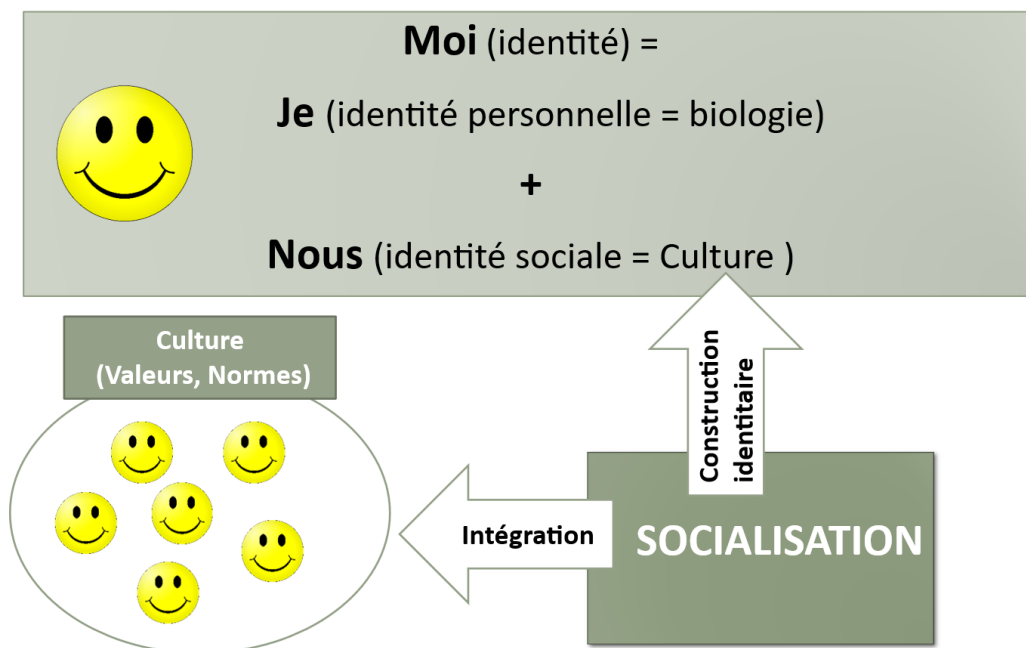 Moi (identité) =
Je (identité personnelle = biologie)
+
Nous (identité sociale = Culture )
Culture
(Valeurs, Normes)
Construction
identitaire
Intégration
SOCIALISATION